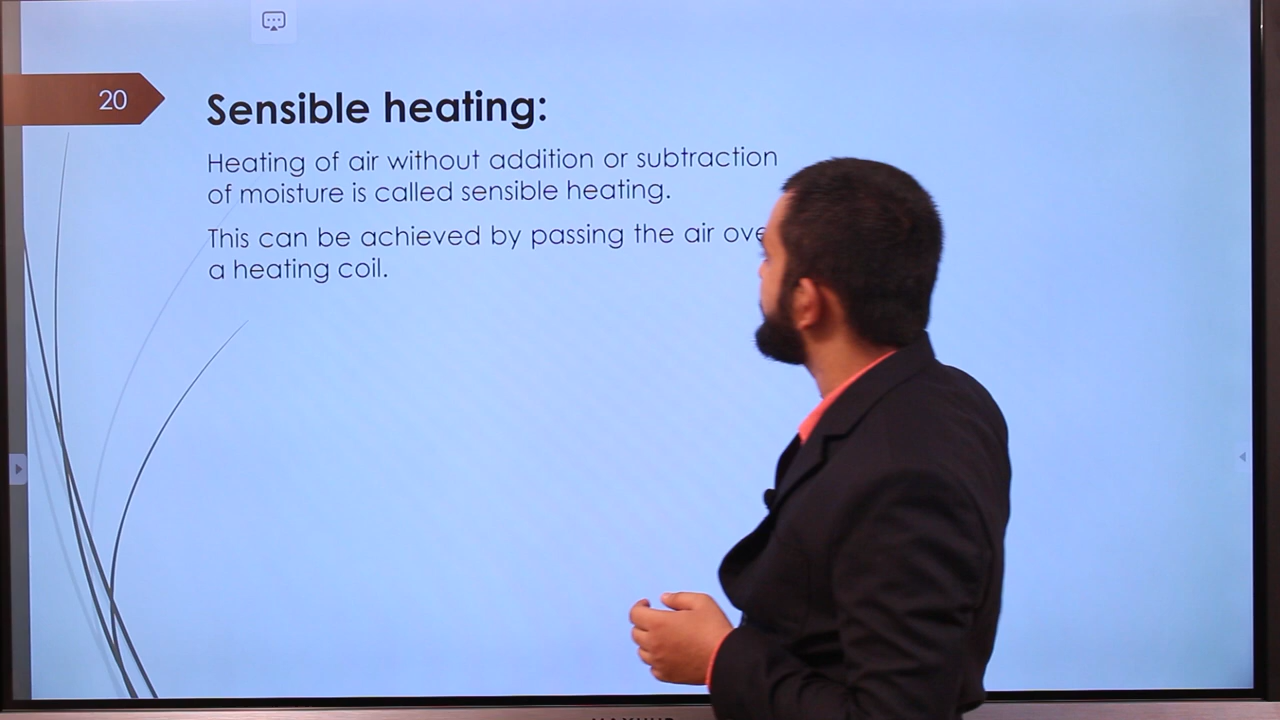 20
Sensible heating:
Heating of air without addition or subtraction
of moisture is called sensible heating.
This can be achieved by passing the air
a heating coil.